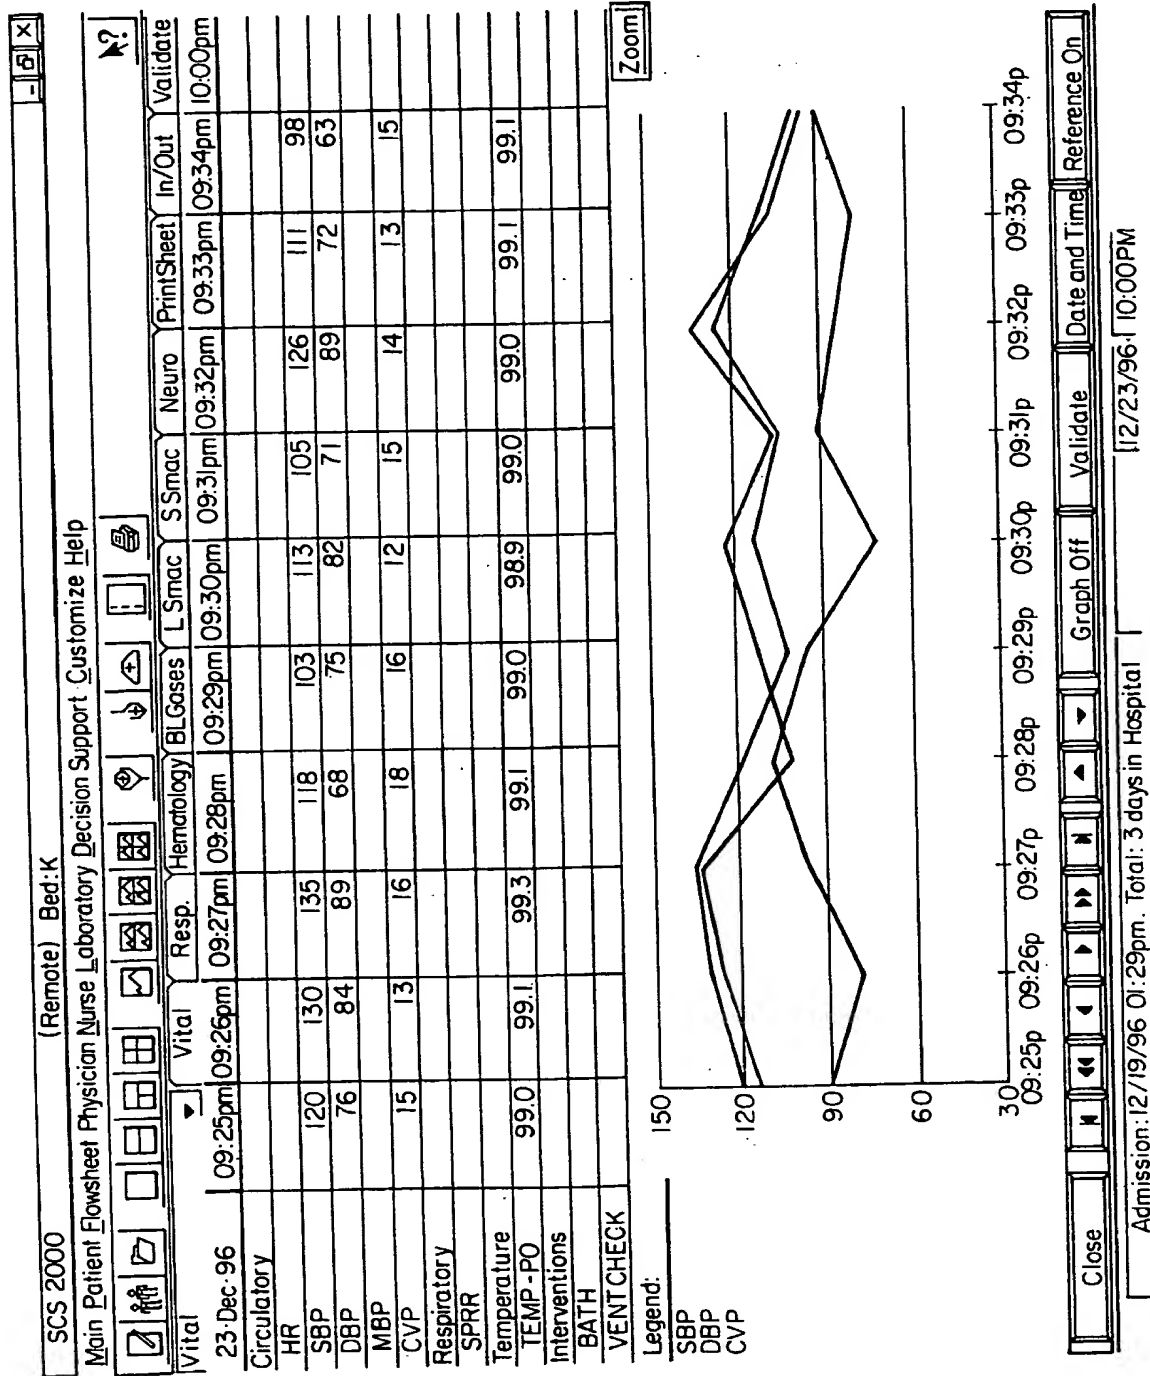 SCS 2000 (Remote) Bed:K
Main Patient Flowsheet Physician Nurse Laboratory Decision Support Customize Help
Vital Vital Resp. Hematology BLGases L Smac S Smac Neuro PrintSheet In/Out Validate
23-Dec-96 09:25pm 09:26pm 09:27pm 09:28pm 09:29pm 09:30pm 09:31pm 09:32pm 09:33pm 09:34pm 10:00pm
Circulatory
HR 120 130 135 118 103 113 105 126 111 98
SBP 76 84 89 68 75 82 71 89 72 63
DBP
MBP 15 13 16 18 16 12 15 14 13 15
CVP
Respiratory
SPRR
Temperature 99.0 99.1 99.3 99.1 99.0 98.9 99.0 99.0 99.1 99.1
TEMP-PO
Interventions
BATH
VENT CHECK
Zoom
Legend:
SBP
DBP
CVP
150
120
90
60
30
09:25p 09:26p 09:27p 09:28p 09:29p 09:30p 09:31p 09:32p 09:33p 09:34p
Close Graph Off Validate Date and Time Reference On
Admission: 12/19/96 01:29pm. Total: 3 days in Hospital 12/23/96 10:00PM